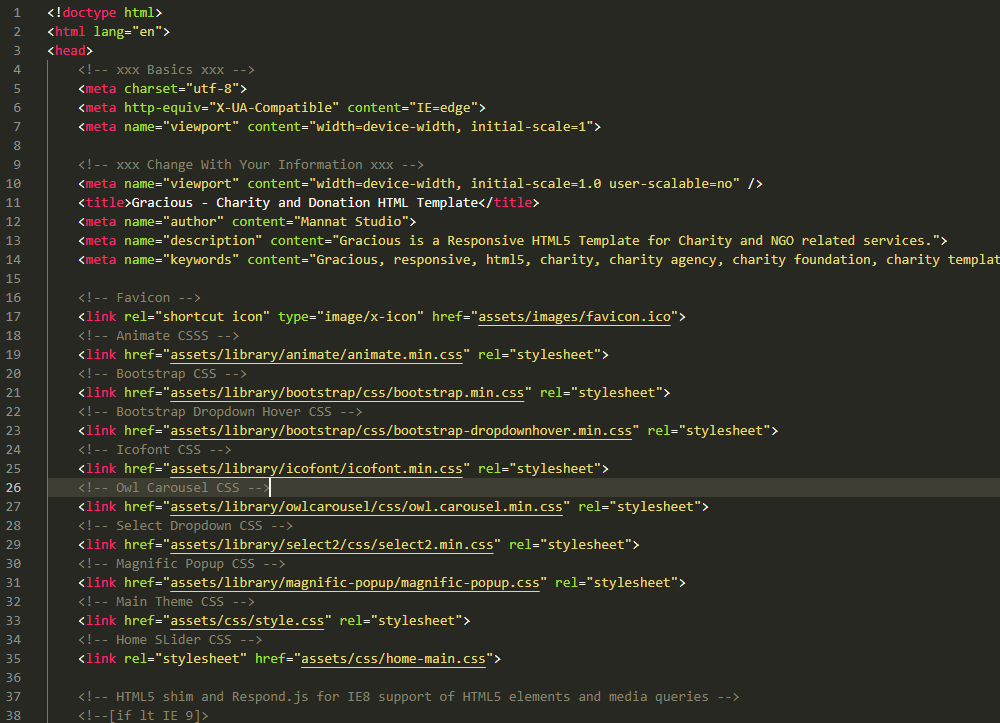 1 <!doctype html>
2 <html lang="en">
3 <head>
4 <!-- xxx Basics xxx -->
5 <meta charset="utf-8">
6 <meta http-equiv="X-UA-Compatible" content="IE=edge">
7 <meta name="viewport" content="width=device-width, initial-scale=1">
8
9 <!-- xxx Change With Your Information xxx -->
10 <meta name="viewport" content="width=device-width, initial-scale=1.0 user-scalable=no" />
11 <title>Gracious - Charity and Donation HTML Template</title>
12 <meta name="author" content="Mannat Studio">
13 <meta name="description" content="Gracious is a Responsive HTML5 Template for Charity and NGO related services.">
14 <meta name="keywords" content="Gracious, responsive, html5, charity, charity agency, charity foundation, charity templat
15
16 <!-- Favicon -->
17 <link rel="shortcut icon" type="image/x-icon" href="assets/images/favicon.ico">
18 <!-- Animate CSSS -->
19 <link href="assets/library/animate/animate.min.css" rel="stylesheet">
20 <!-- Bootstrap CSS -->
21 <link href="assets/library/bootstrap/css/bootstrap.min.css" rel="stylesheet">
22 <!-- Bootstrap Dropdown Hover CSS -->
23 <link href="assets/library/bootstrap/css/bootstrap-dropdownhover.min.css" rel="stylesheet">
24 <!-- Icofont CSS -->
25 <link href="assets/library/icofont/icofont.min.css" rel="stylesheet">
26 <!-- Owl Carousel CSS -->
27 <link href="assets/library/owlcarousel/css/owl.carousel.min.css" rel="stylesheet">
28 <!-- Select Dropdown CSS -->
29 <link href="assets/library/select2/css/select2.min.css" rel="stylesheet">
30 <!-- Magnific Popup CSS -->
31 <link href="assets/library/magnific-popup/magnific-popup.css" rel="stylesheet">
32 <!-- Main Theme CSS -->
33 <link href="assets/css/style.css" rel="stylesheet">
34 <!-- Home SLider CSS -->
35 <link rel="stylesheet" href="assets/css/home-main.css">
36
37 <!-- HTML5 shim and Respond.js for IE8 support of HTML5 elements and media queries -->
38 <!--[if lt IE 9]>